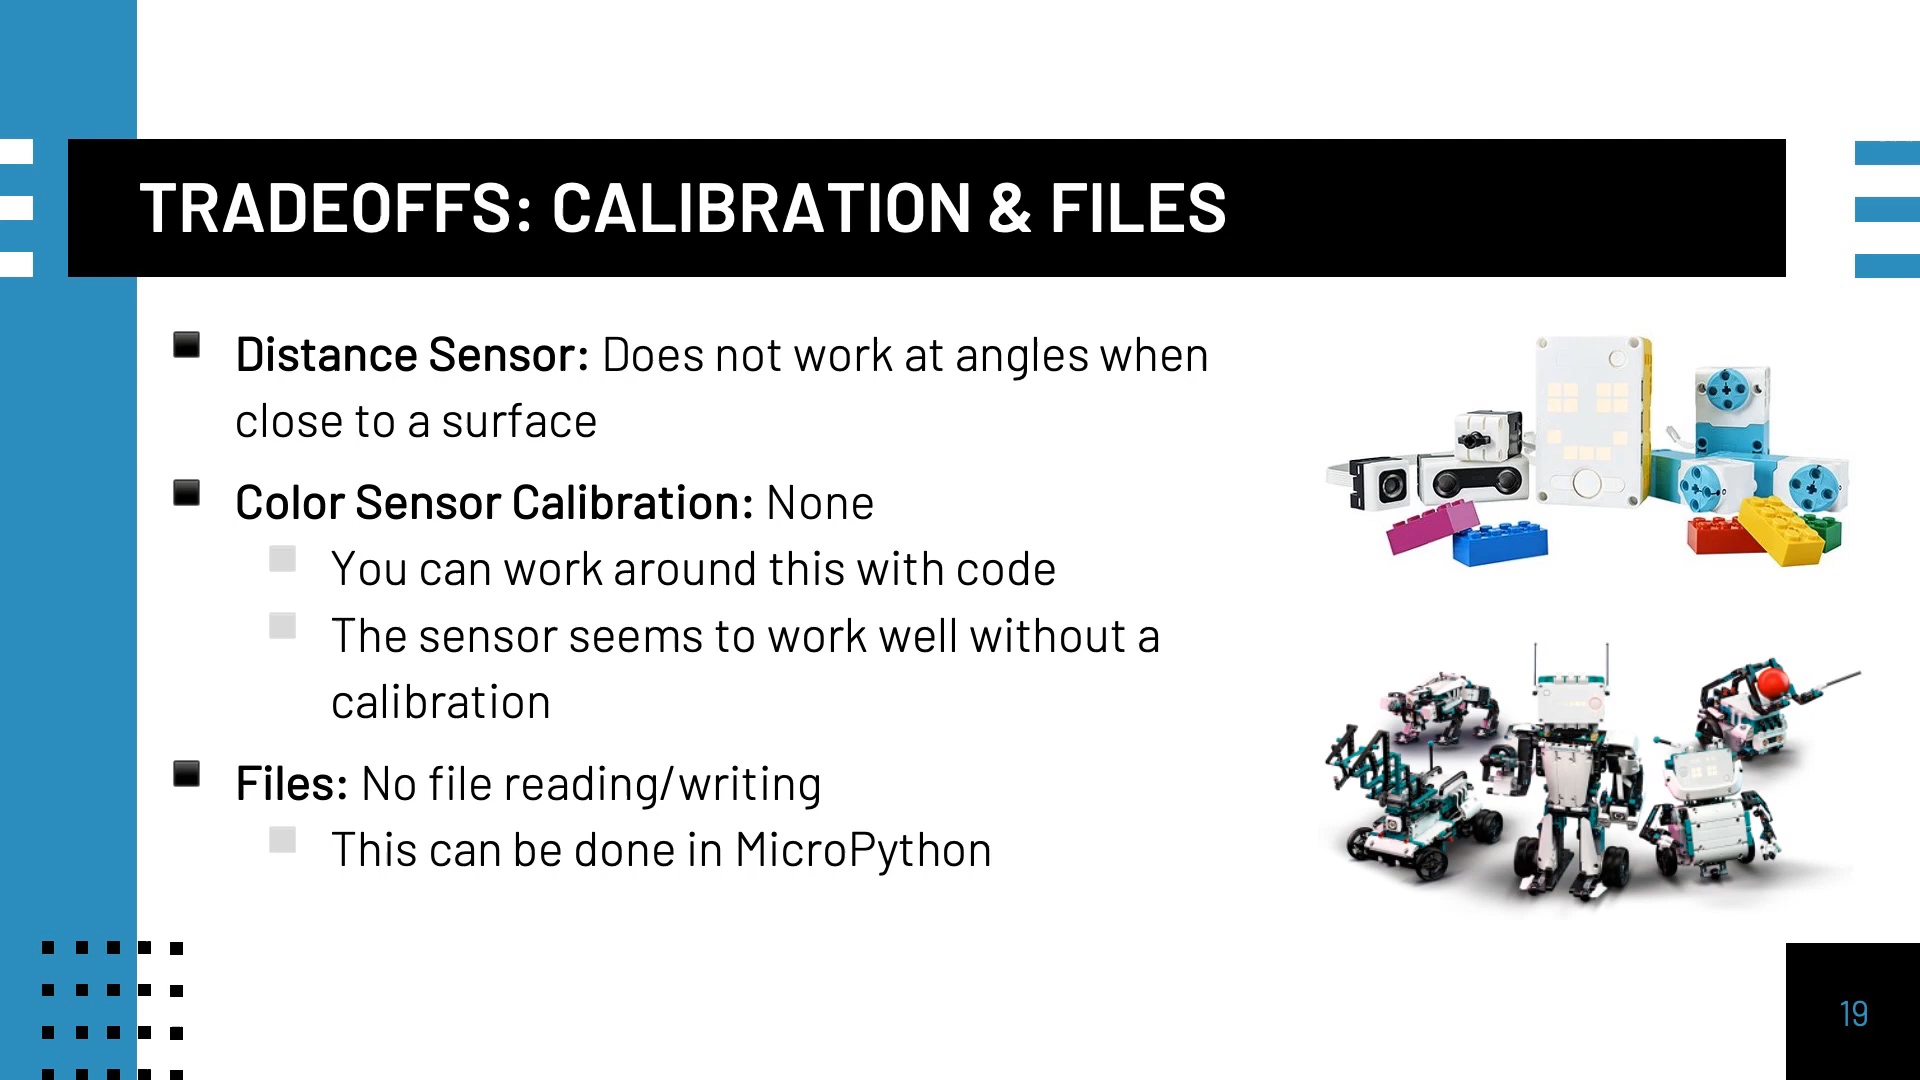 TRADEOFFS: CALIBRATION & FILES
Distance Sensor: Does not work at angles when
close to a surface
Color Sensor Calibration: None
You can work around this with code
The sensor seems to work well without a
calibration
Files: No file reading/writing
This can be done in MicroPython
19